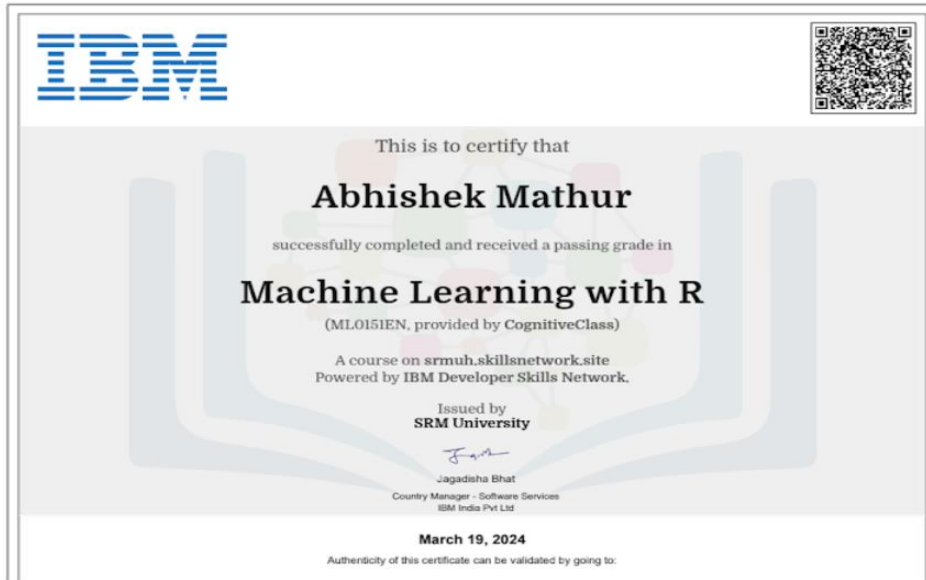 IBM
This is to certify that
Abhishek Mathur
successfully completed and received a passing grade in
Machine Learning with R
(ML0151EN, provided by CognitiveClass)
A course on srmuh.skillsnetwork.site
Powered by IBM Developer Skills Network.
Issued by
SRM University
Jagadisha Bhat
Country Manager - Software Services
IBM India Pvt Ltd
March 19, 2024
Authenticity of this certificate can be validated by going to: